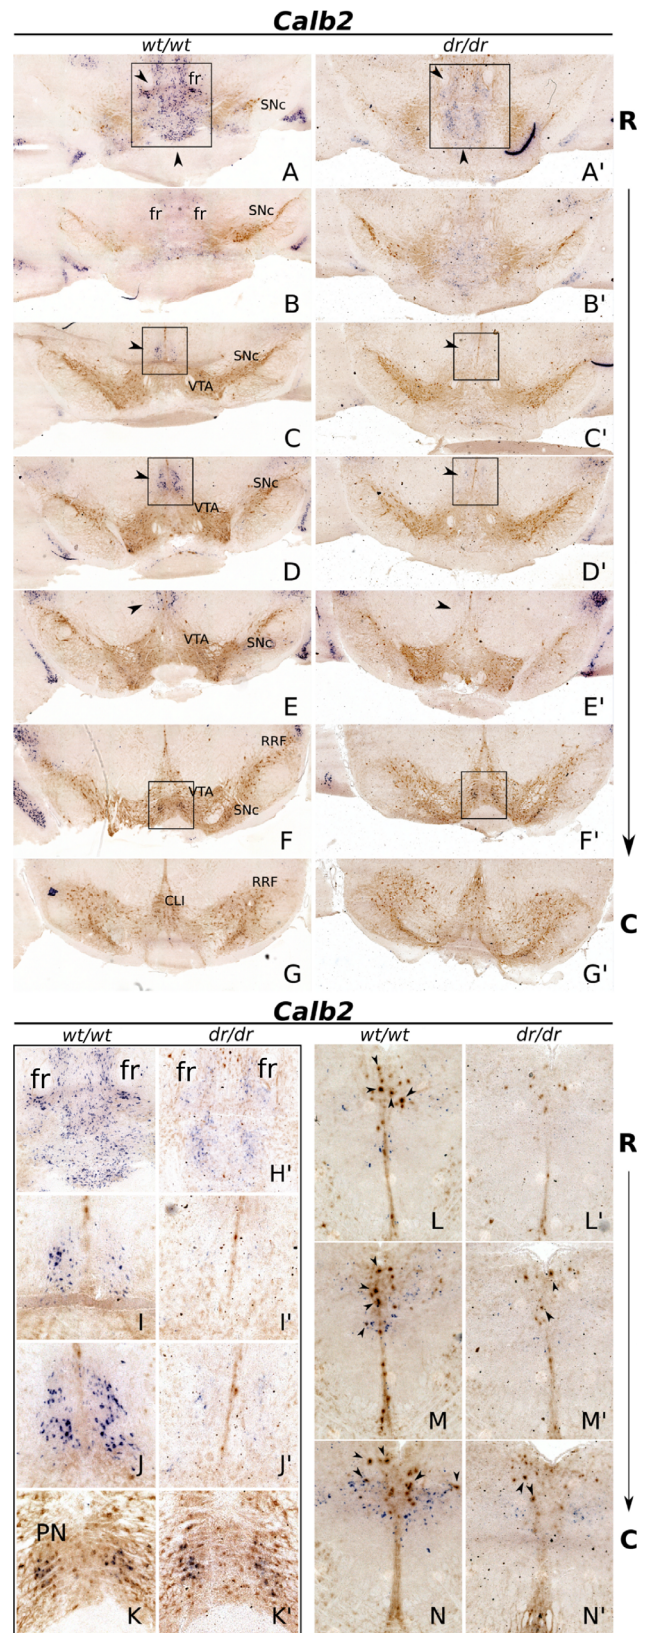 Calb2
wt/wt dr/dr
fr
SNc
A A'
R
fr fr SNc
B B'
SNc
VTA
C C'
SNc
VTA
D D'
VTA SNc
E E'
RRF
VTA
SNc
F F'
RRF
CLI
G G'
C
Calb2
wt/wt dr/dr wt/wt dr/dr
fr fr fr fr
H'
R
L L'
I I'
J J'
M M'
PN
K K'
N N'
C